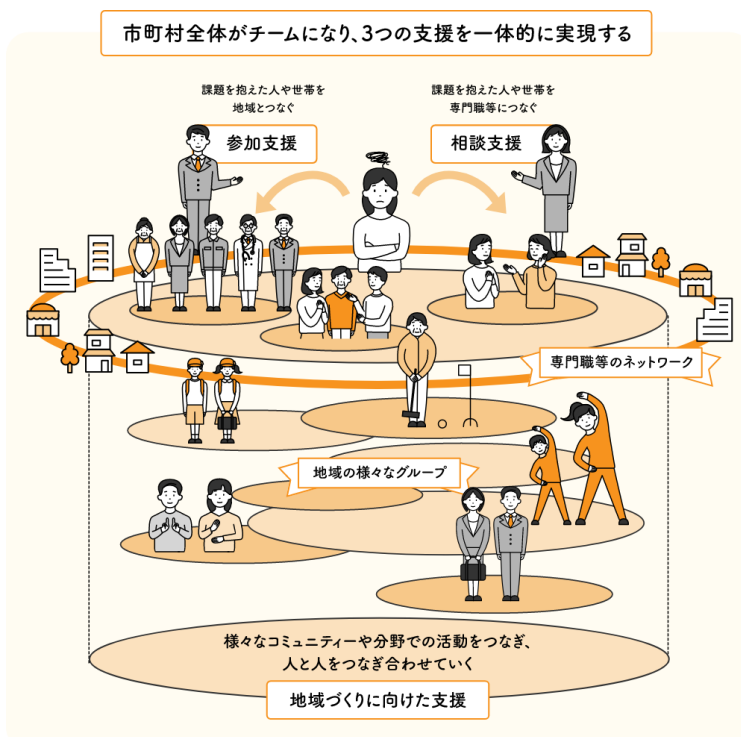 市町村全体がチームになり、3つの支援を一体的に実現する
課題を抱えた人や世帯を
地域とつなぐ
参加支援
課題を抱えた人や世帯を
専門職等につなぐ
相談支援
専門職等のネットワーク
地域の様々なグループ
様々なコミュニティーや分野での活動をつなぎ、
人と人をつなぎ合わせていく
地域づくりに向けた支援